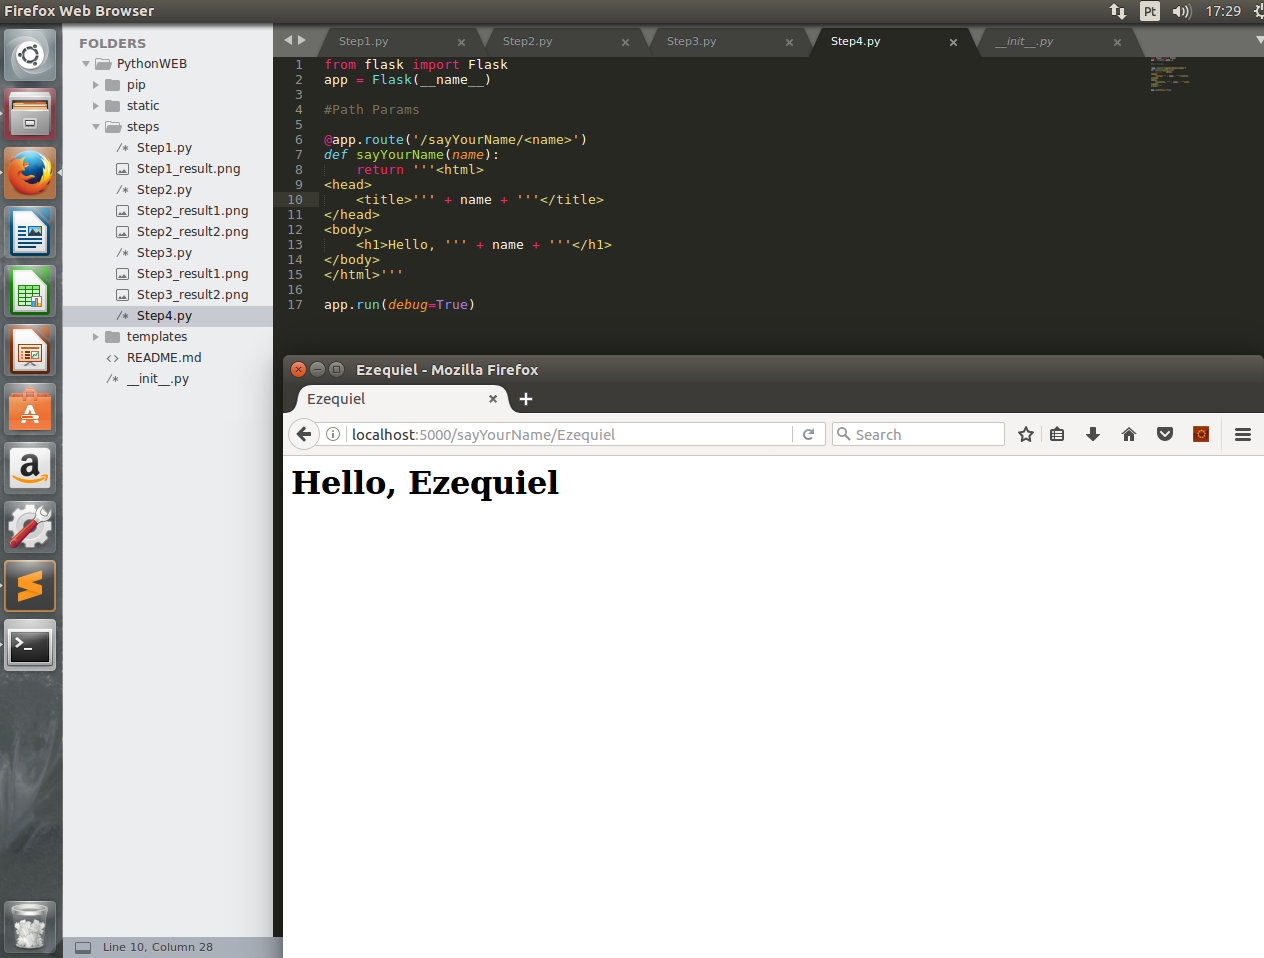 Firefox Web Browser
Pt
17:29
FOLDERS
PythonWEB
pip
static
steps
/* Step1.py
Step1_result.png
/* Step2.py
Step2_result1.png
Step2_result2.png
/* Step3.py
Step3_result1.png
Step3_result2.png
/* Step4.py
templates
<> README.md
/* __init__.py
Line 10, Column 28
Step1.py ×
Step2.py ×
Step3.py ×
Step4.py ×
__init__.py ×
1 from flask import Flask
2 app = Flask(__name__)
3
4 #Path Params
5
6 @app.route('/sayYourName/<name>')
7 def sayYourName(name):
8     return '''<html>
9 <head>
10     <title>''' + name + '''</title>
11 </head>
12 <body>
13     <h1>Hello, ''' + name + '''</h1>
14 </body>
15 </html>'''
16
17 app.run(debug=True)
Ezequiel - Mozilla Firefox
Ezequiel ×
localhost:5000/sayYourName/Ezequiel
Search
Hello, Ezequiel